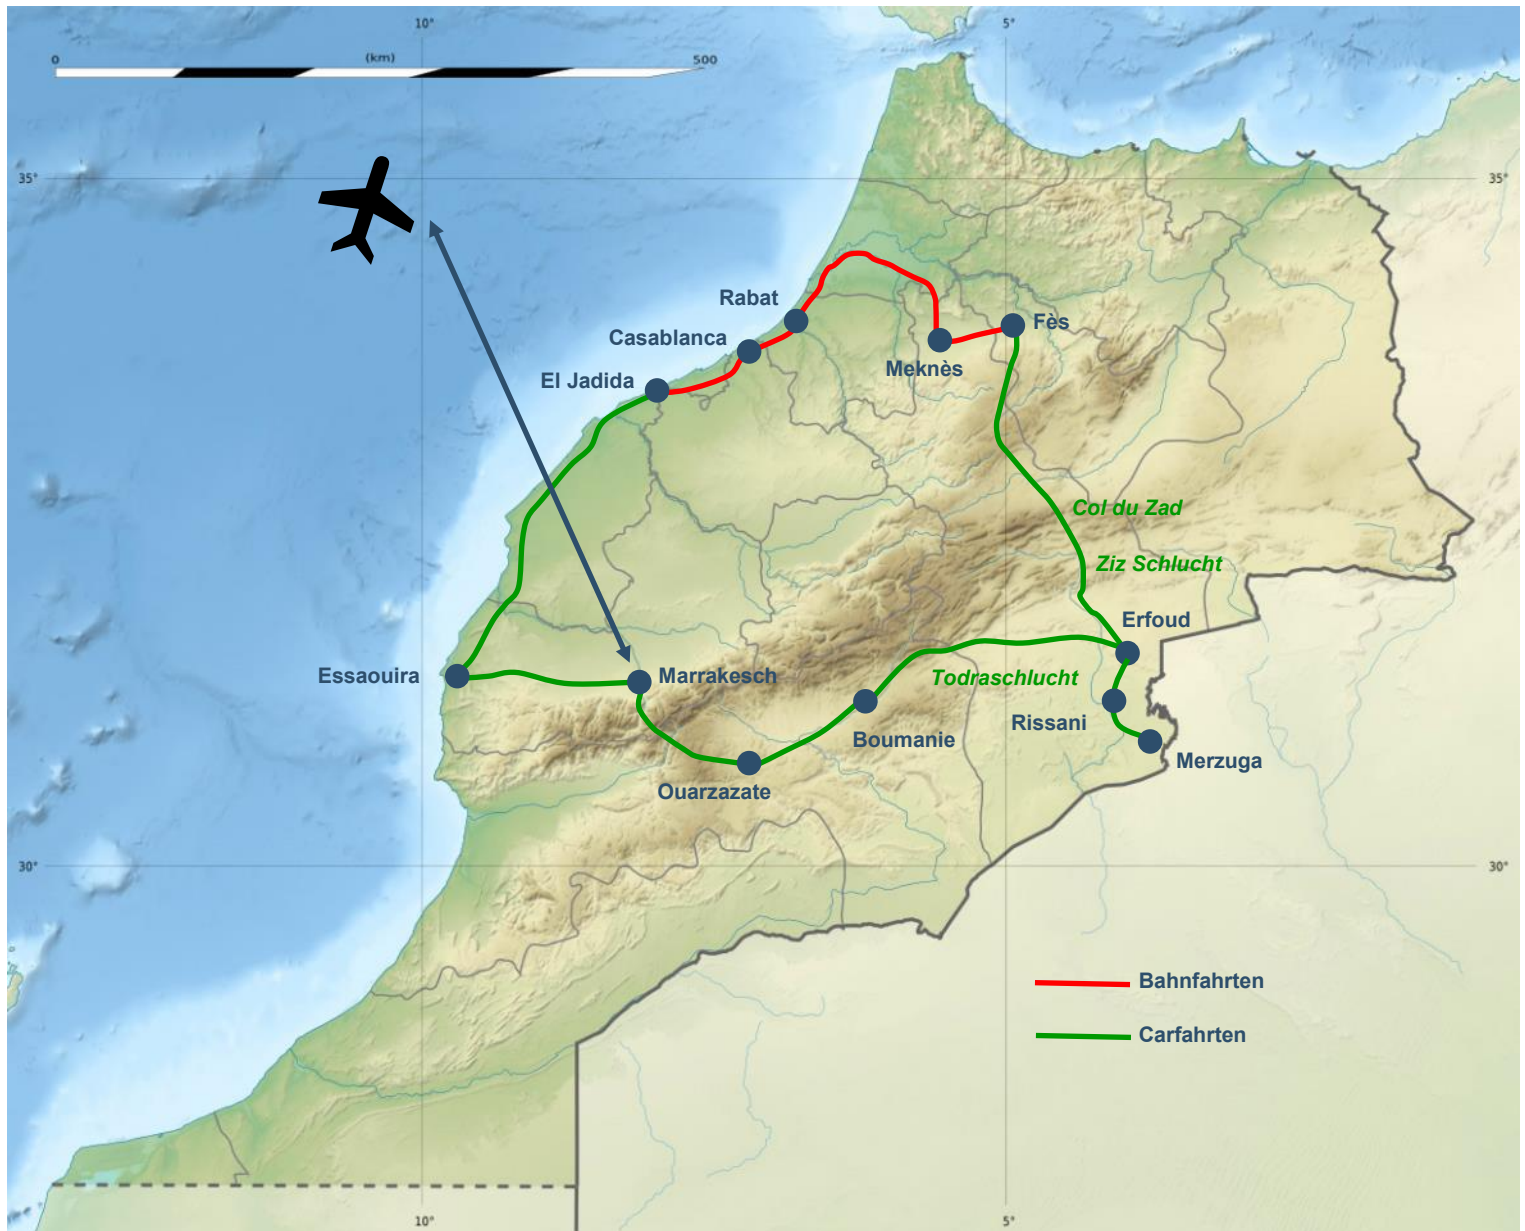 10°
5°
0
(km)
500
35°
35°
Rabat
Casablanca
El Jadida
Fès
Meknès
Col du Zad
Ziz Schlucht
Erfoud
Essaouira
Marrakesch
Todraschlucht
Rissani
Boumanie
Merzuga
Ouarzazate
30°
30°
Bahnfahrten
Carfahrten
10°
5°